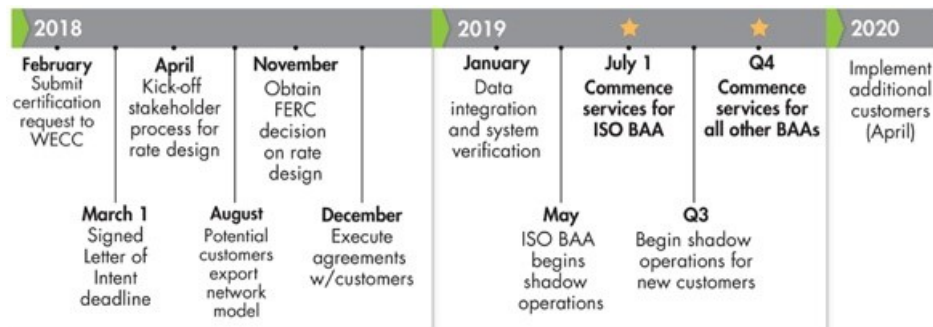 2018
2019
2020
February
Submit
certification
request to
WECC
March 1
Signed
Letter of
Intent
deadline
April
Kick-off
stakeholder
process for
rate design
August
Potential
customers
export
network
model
November
Obtain
FERC
decision
on rate
design
December
Execute
agreements
w/customers
January
Data
integration
and system
verification
May
ISO BAA
begins
shadow
operations
July 1
Commence
services for
ISO BAA
Q3
Begin shadow
operations for
new customers
Q4
Commence
services for
all other BAAs
Implement
additional
customers
(April)